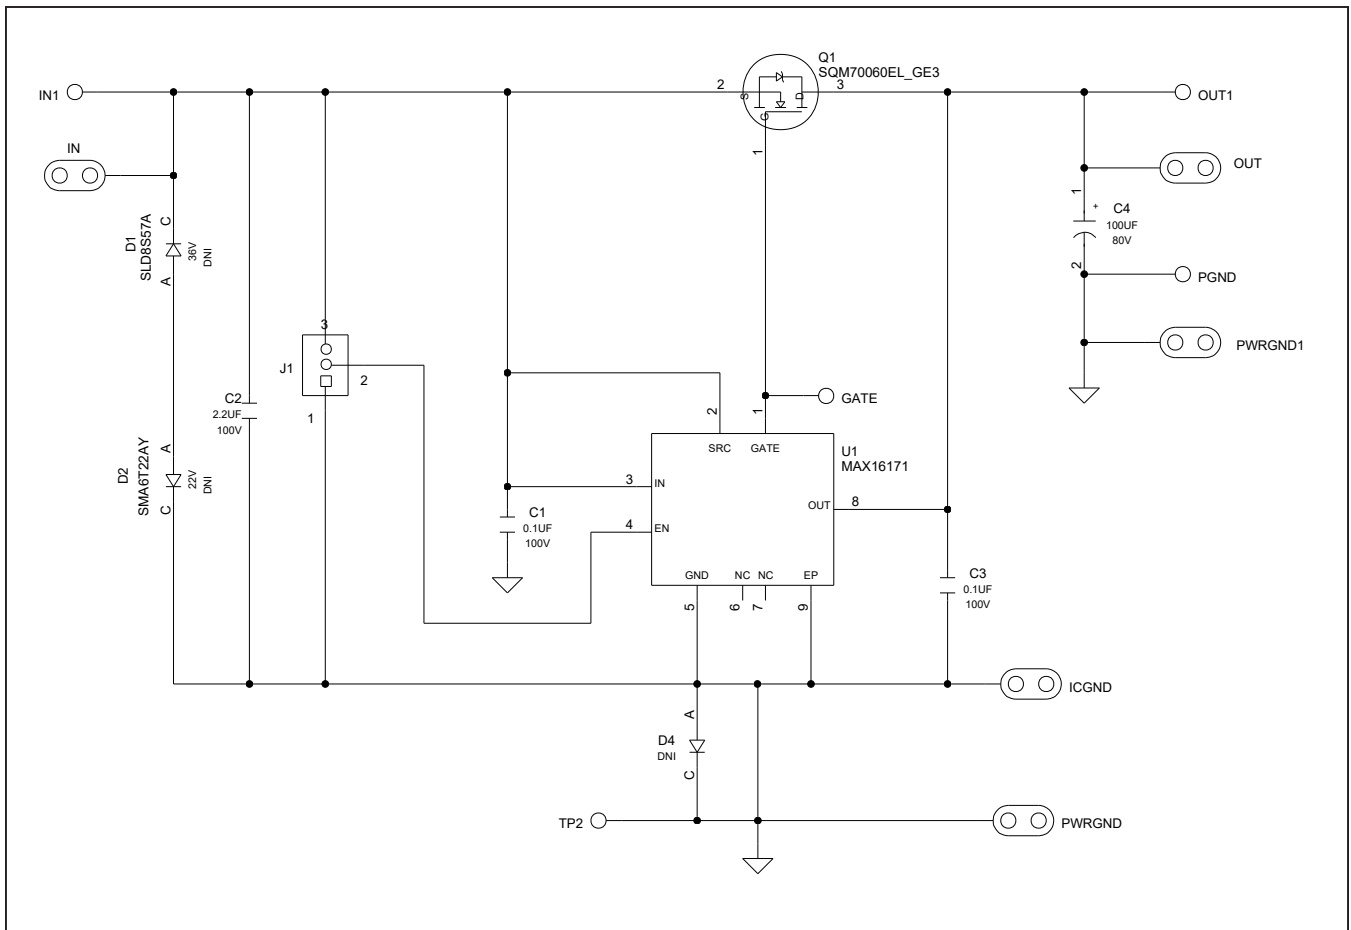 Q1
SQM70060EL_GE3
IN1
2
S
D
G
3
OUT1
1
IN
OUT
D1
SLD8S57A
C
A
36V
DNI
1
+
C4
100UF
80V
2
PGND
PWRGND1
3
J1
2
1
C2
2.2UF
100V
2
1
GATE
SRC
GATE
U1
MAX16171
D2
SMA6T22AY
A
C
22V
DNI
3
IN
OUT
8
C1
0.1UF
100V
4
EN
GND
NC
NC
EP
5
6
7
9
C3
0.1UF
100V
ICGND
A
D4
DNI
C
TP2
PWRGND